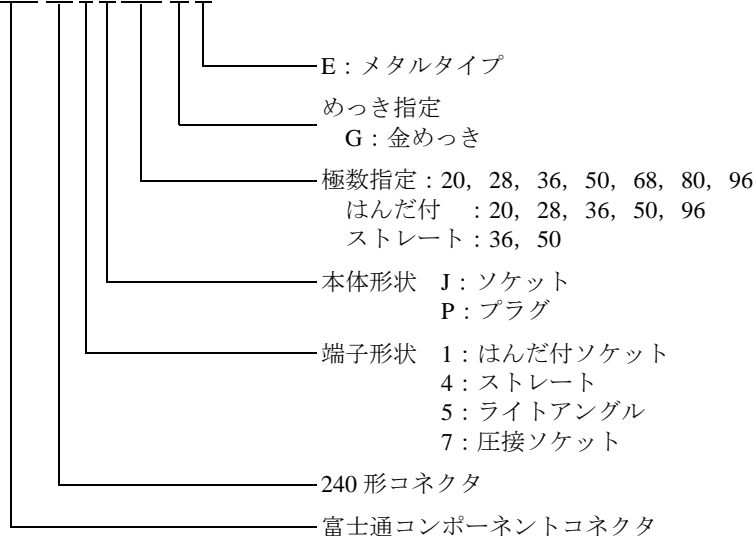 E：メタルタイプ
めっき指定
G：金めっき
極数指定：20, 28, 36, 50, 68, 80, 96
はんだ付　：20, 28, 36, 50, 96
ストレート：36, 50
本体形状　J：ソケット
P：プラグ
端子形状　1：はんだ付ソケット
4：ストレート
5：ライトアングル
7：圧接ソケット
240 形コネクタ
富士通コンポーネントコネクタ